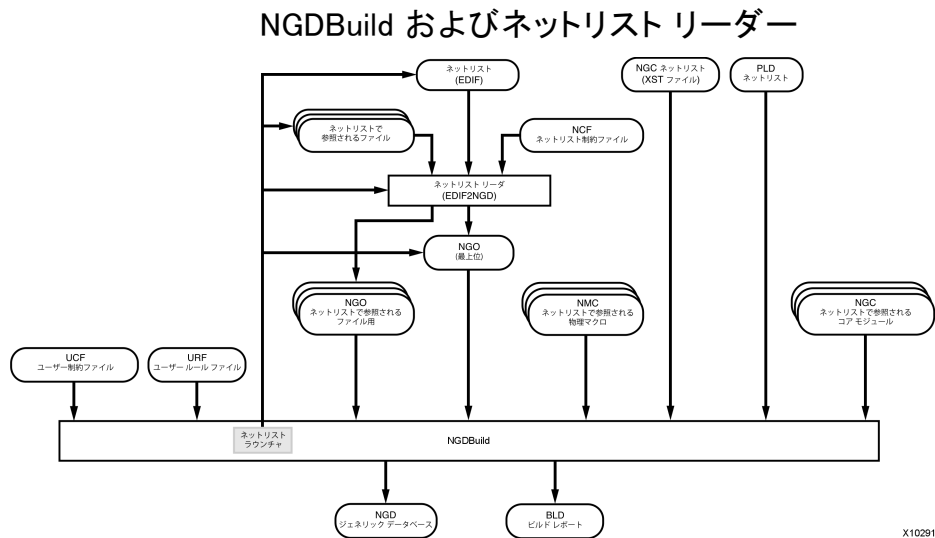 NGDBuild およびネットリスト リーダー
ネットリスト
(EDIF)
NGC ネットリスト
(XST ファイル)
PLD
ネットリスト
ネットリストで
参照されるファイル
NCF
ネットリスト制約ファイル
ネットリスト リーダ
(EDIF2NGD)
NGO
(最上位)
NGO
ネットリストで参照される
ファイル用
NMC
ネットリストで参照される
物理マクロ
NGC
ネットリストで参照される
コア モジュール
UCF
ユーザー制約ファイル
URF
ユーザー ルール ファイル
ネットリスト
ラウンチャ
NGDBuild
NGD
ジェネリック データベース
BLD
ビルド レポート
X10291